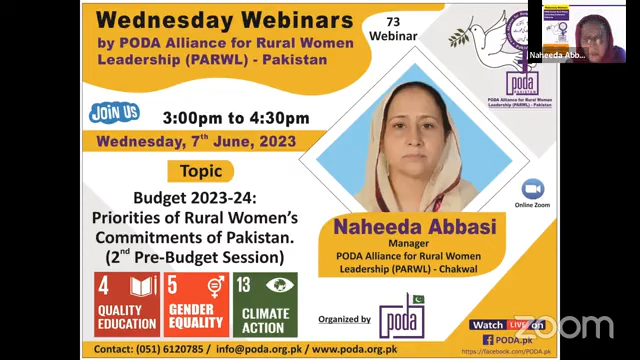 Wednesday Webinars
by PODA Alliance for Rural Women
Leadership (PARWL) - Pakistan
73
Webinar
poda
PAKISTAN
PODA Alliance for Rural Women
Leadership (PARWL) - Pakistan
Naheeda Abb...
JOIN US
3:00pm to 4:30pm
Wednesday, 7th June, 2023
Topic
Budget 2023-24:
Priorities of Rural Women's
Commitments of Pakistan.
(2nd Pre-Budget Session)
4 QUALITY EDUCATION
5 GENDER EQUALITY
13 CLIMATE ACTION
Online Zoom
Naheeda Abbasi
Manager
PODA Alliance for Rural Women
Leadership (PARWL) - Chakwal
Organized by
poda
zoom
Watch LIVE on
PODA.pk
https://facebook.com/PODA.pk
Contact: (051) 6120785 / info@poda.org.pk / www.poda.org.pk